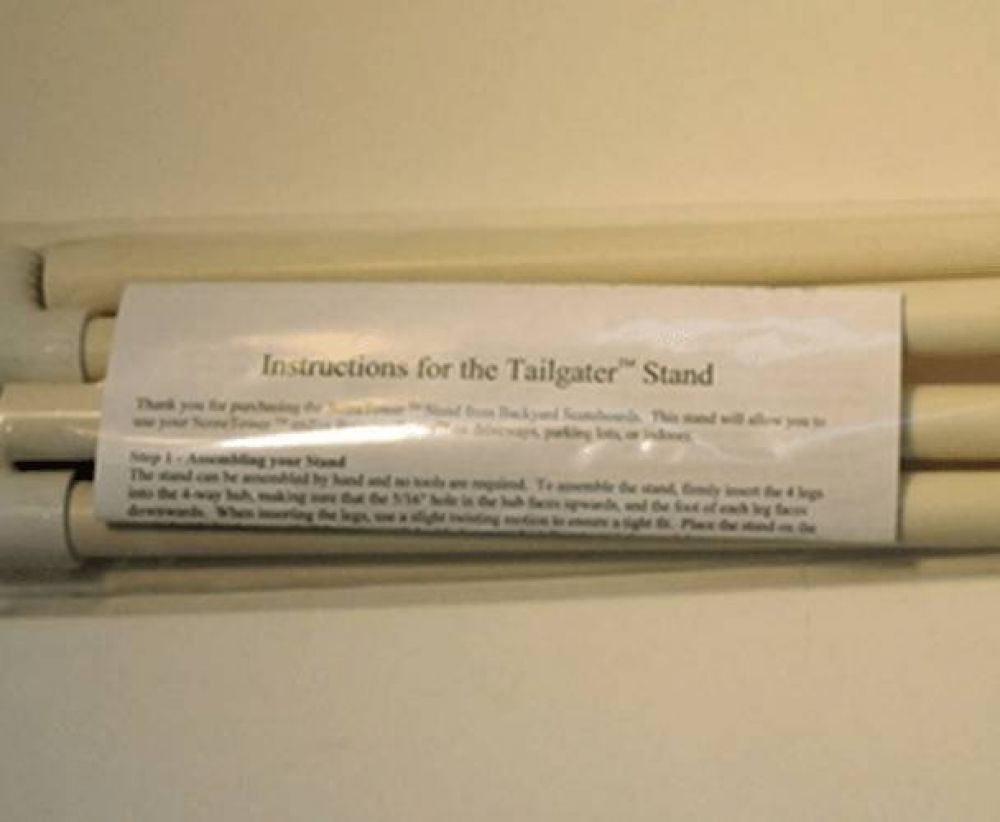 Instructions for the Tailgater™ Stand
Thank you for purchasing the ScoreTower™ Stand from Backyard Scoreboards. This stand will allow you to
use your ScoreTower™ driveways, parking lots, or indoors.
Step 1 - Assembling your Stand
The stand can be assembled by hand and no tools are required. To assemble the stand, firmly insert the 4 legs
into the 4-way hub, making sure that the 5/16" hole in the hub faces upwards, and the foot of each leg faces
downwards. When inserting the legs, use a slight twisting motion to ensure a tight fit. Place the stand on the